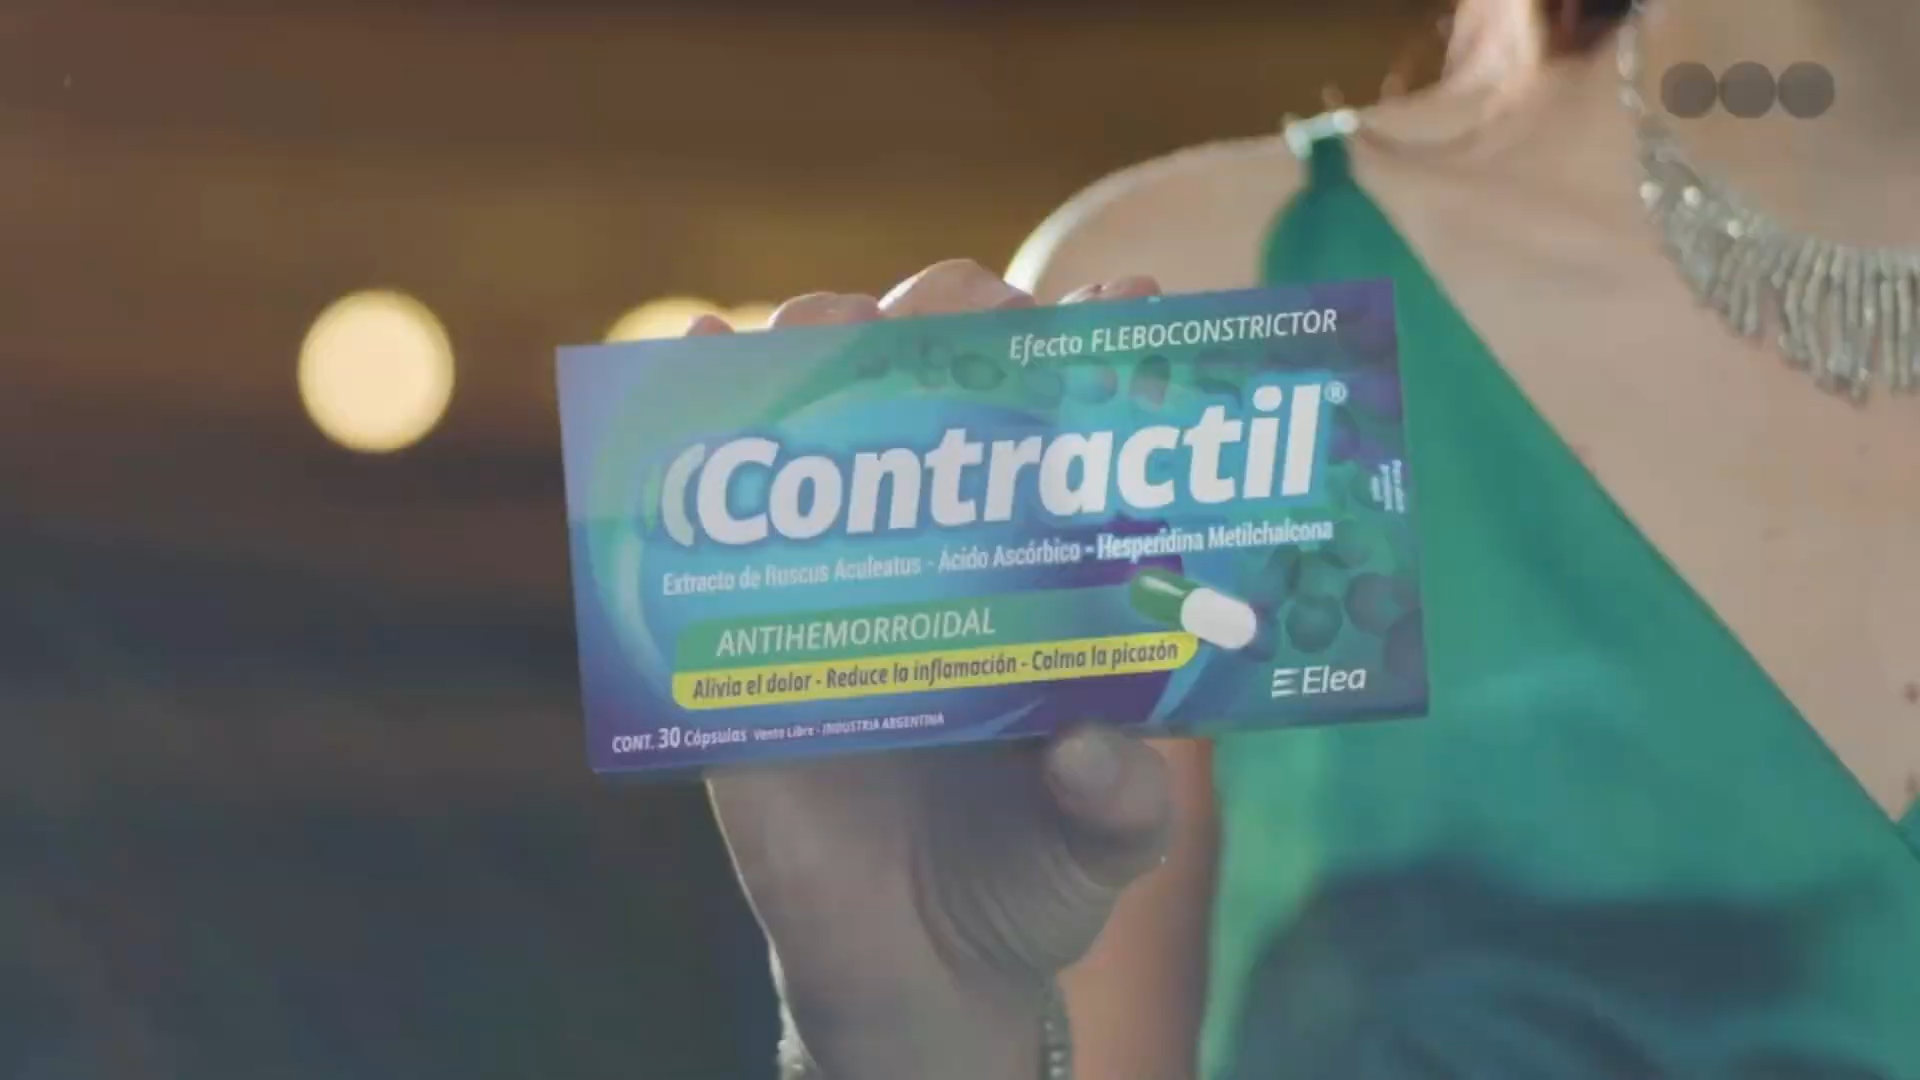 Efecto FLEBOCONSTRICTOR
Contractil®
Extracto de Ruscus Aculeatus - Ácido Ascórbico - Hesperidina Metilchalcona
ANTIHEMORROIDAL
Alivia el dolor - Reduce la inflamación - Calma la picazón
Elea
CONT. 30 Cápsulas Venta Libre - INDUSTRIA ARGENTINA